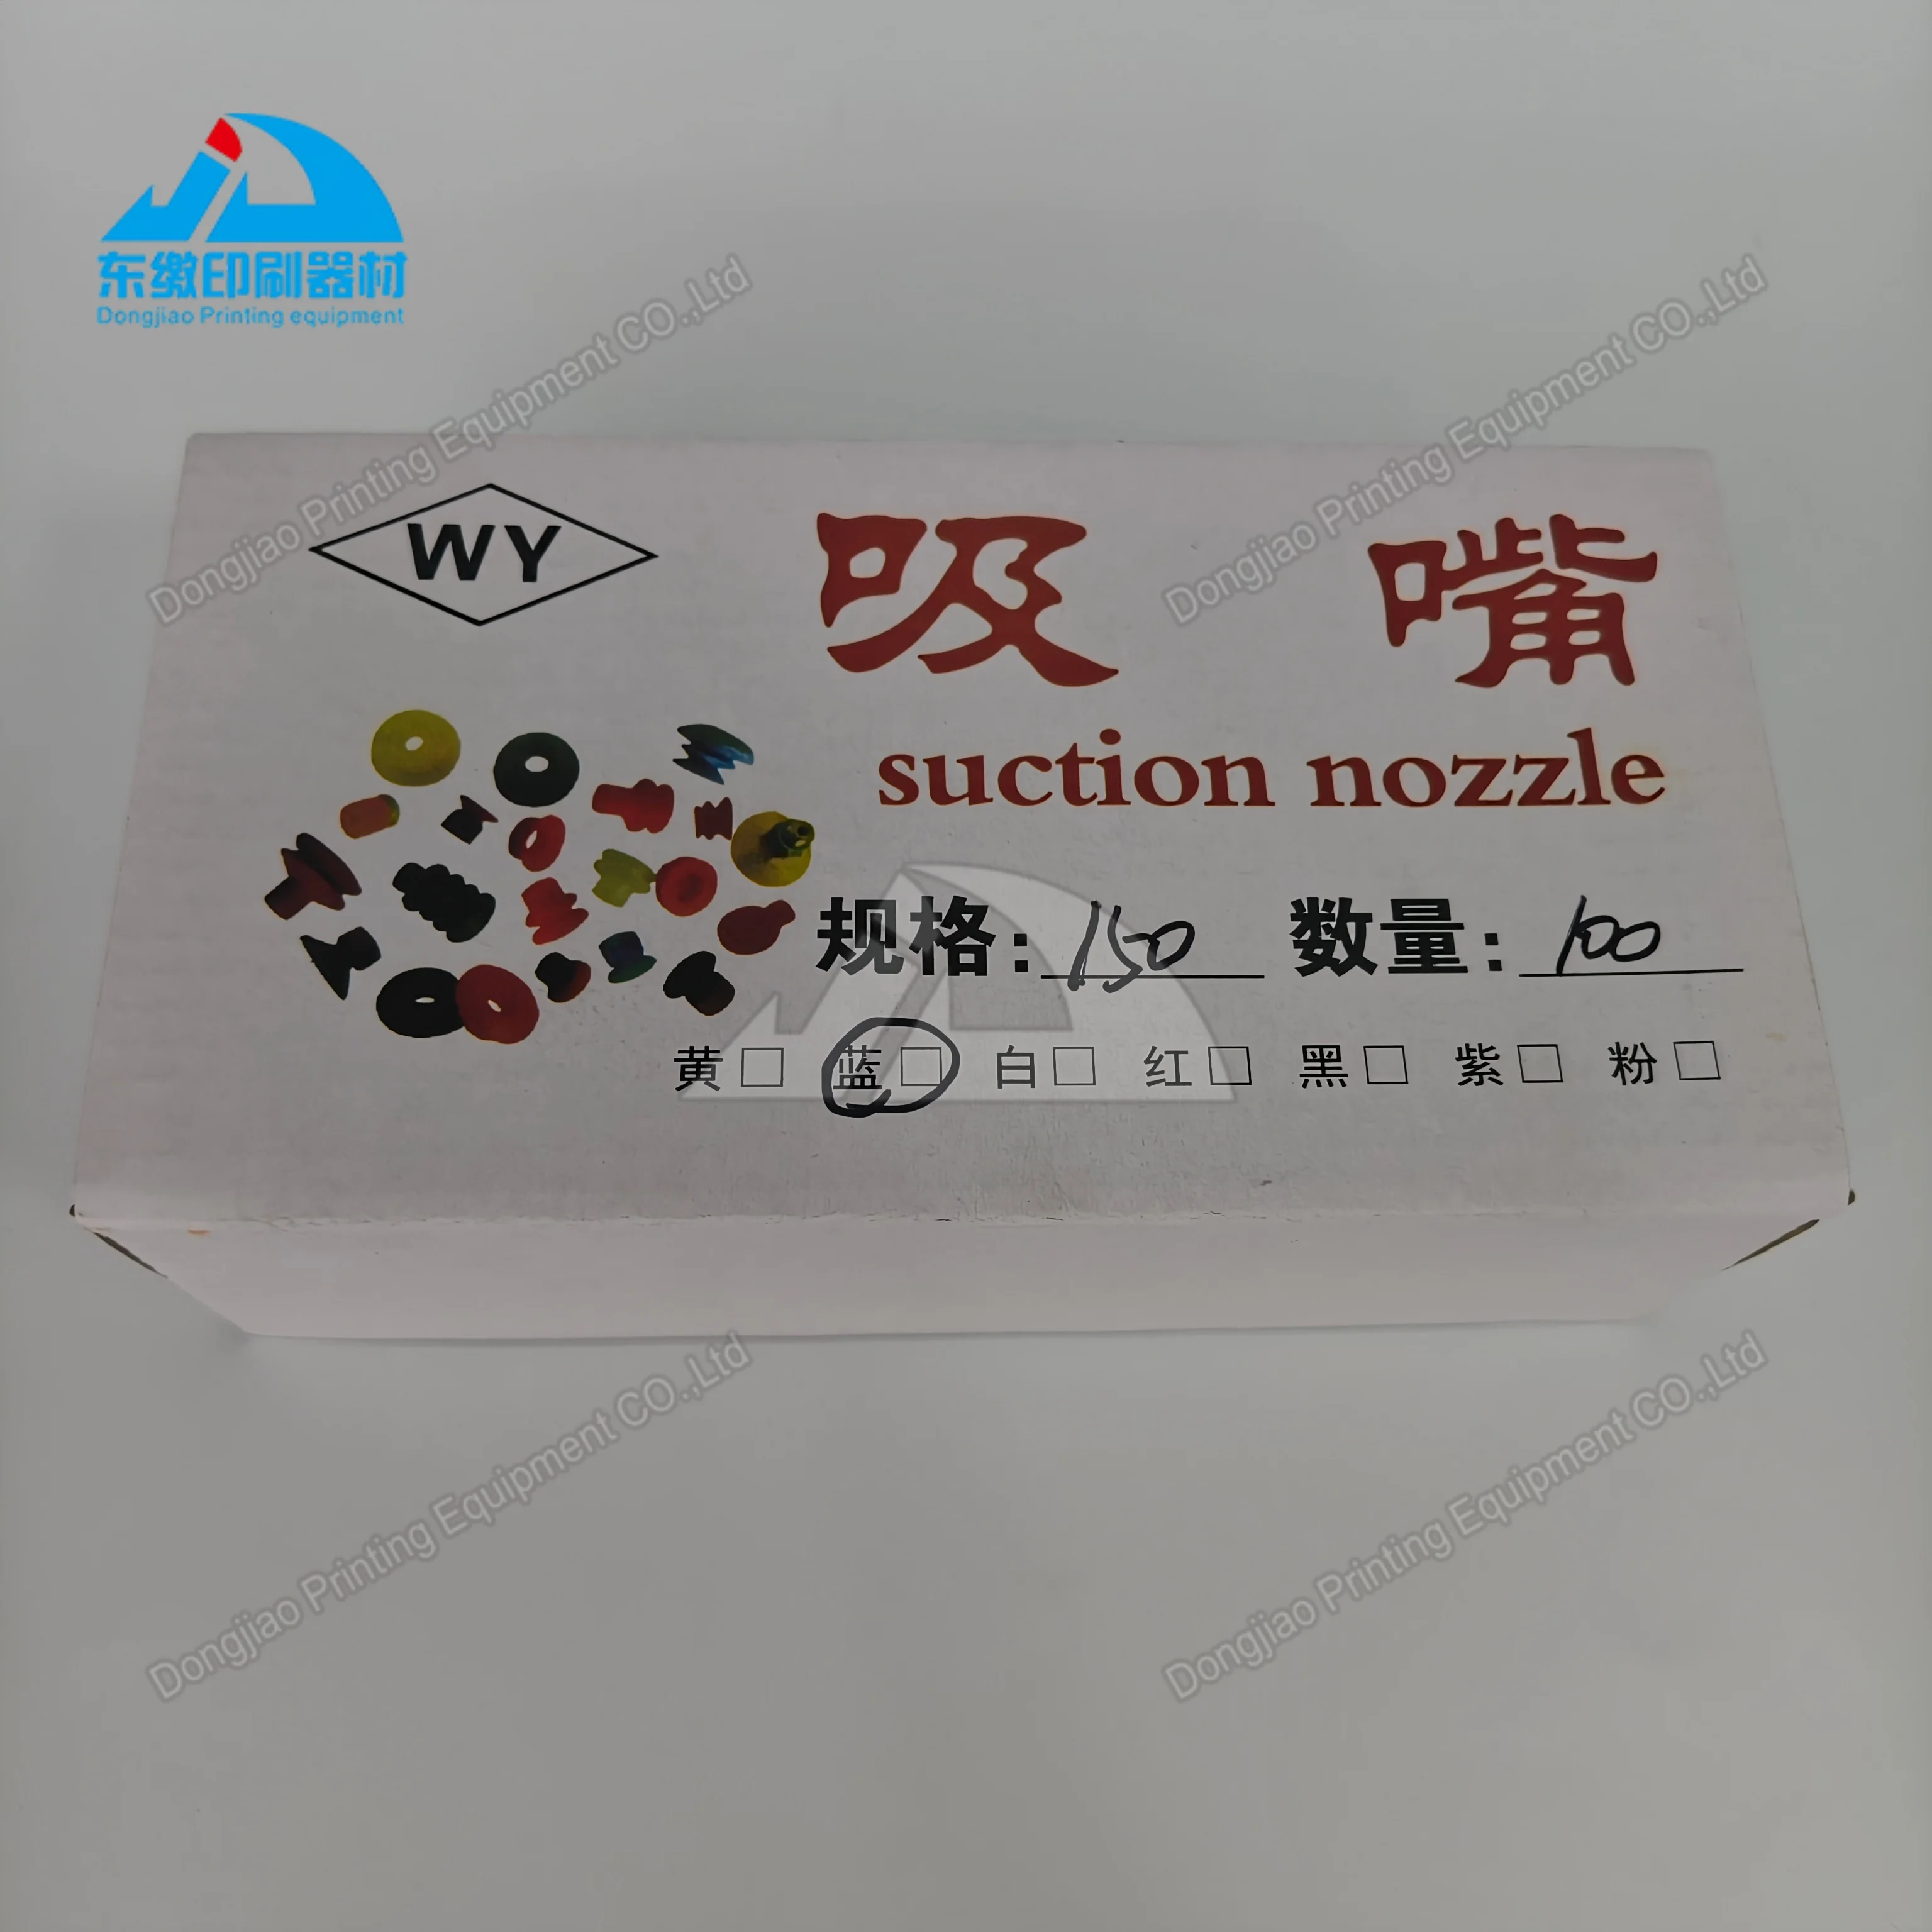 东缴印刷器材
Dongjiao Printing equipment
Dongjiao Printing Equipment CO.,Ltd
Dongjiao Printing Equipment CO.,Ltd
WY
吸嘴
suction nozzle
规格: 150 数量: 100
黄□ 蓝□ 白□ 红□ 黑□ 紫□ 粉□
Dongjiao Printing Equipment CO.,Ltd
Dongjiao Printing Equipment CO.,Ltd